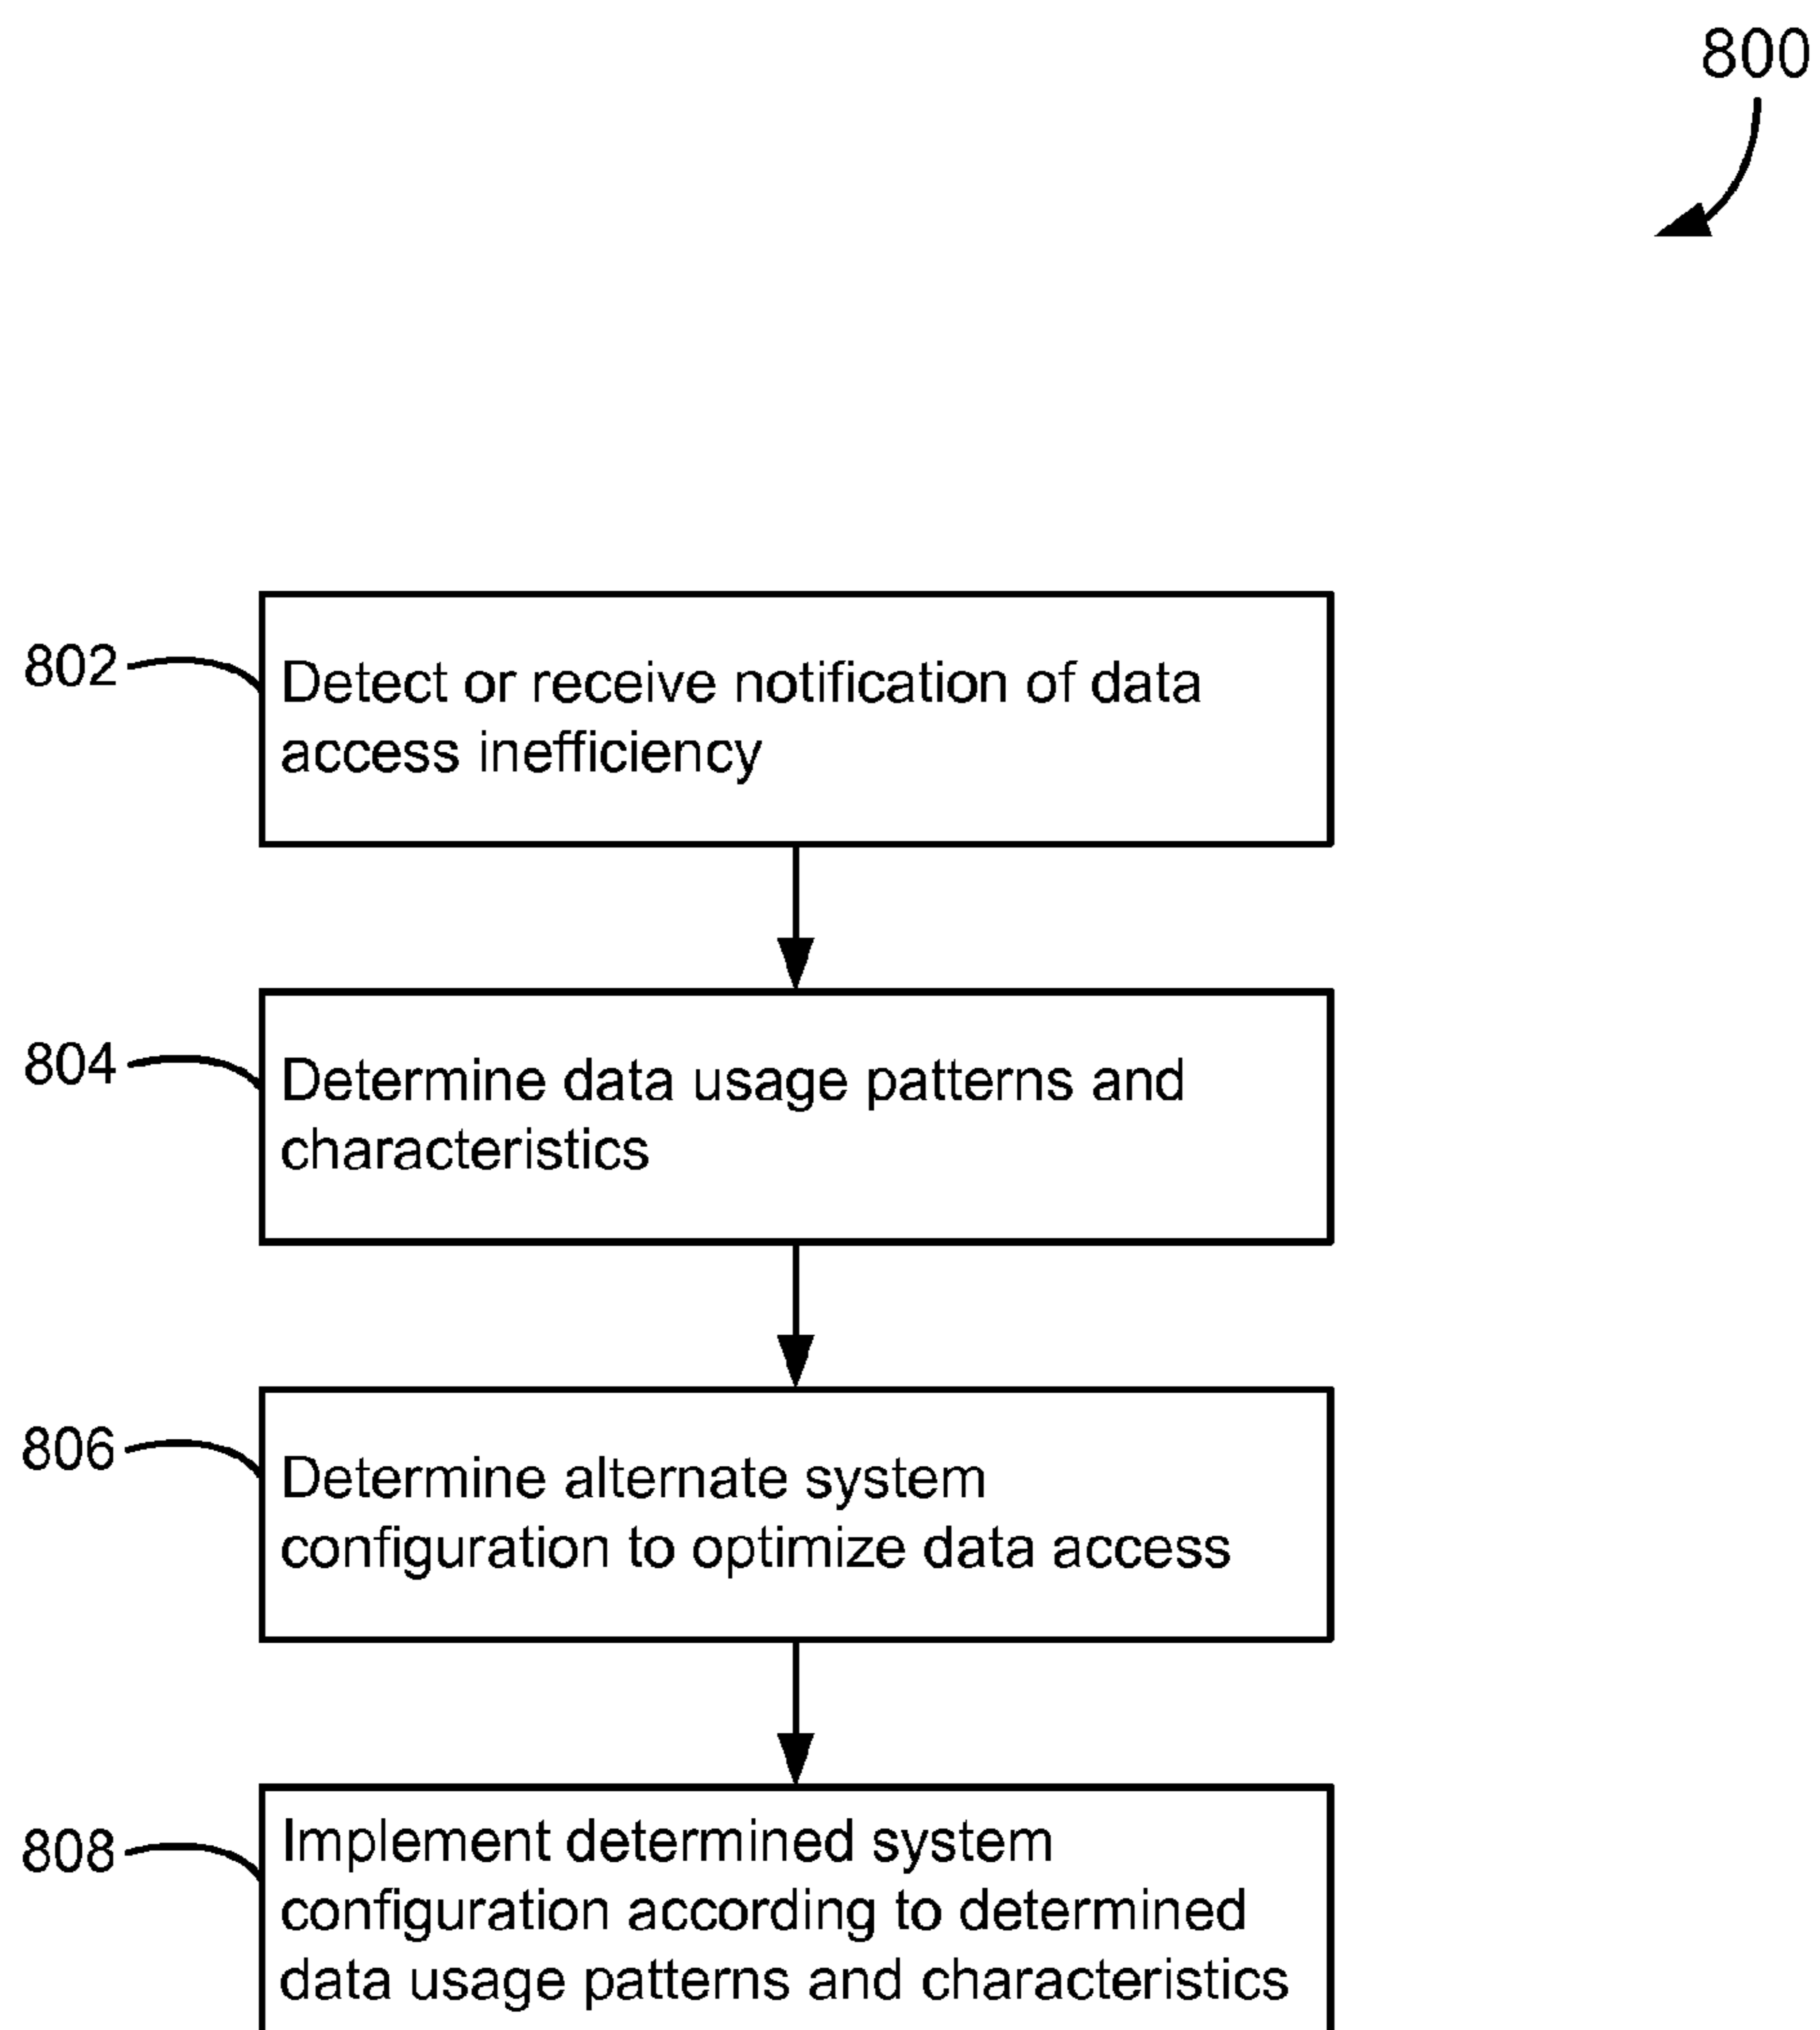 800
802
Detect or receive notification of data
access inefficiency
804
Determine data usage patterns and
characteristics
806
Determine alternate system
configuration to optimize data access
808
Implement determined system
configuration according to determined
data usage patterns and characteristics